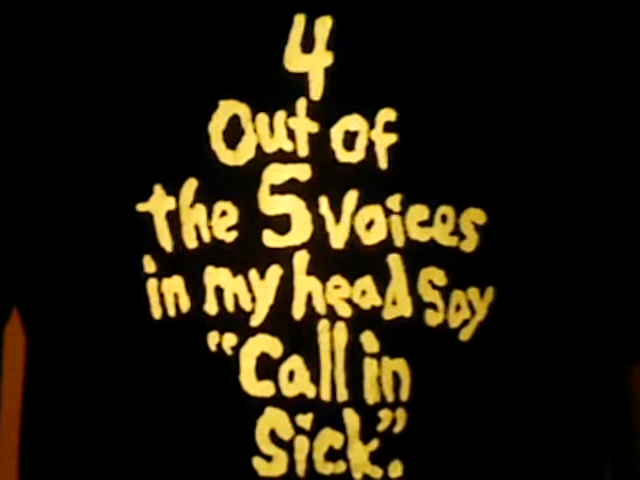 4
Out of
the 5 Voices
in my head Say
"Call in
Sick."